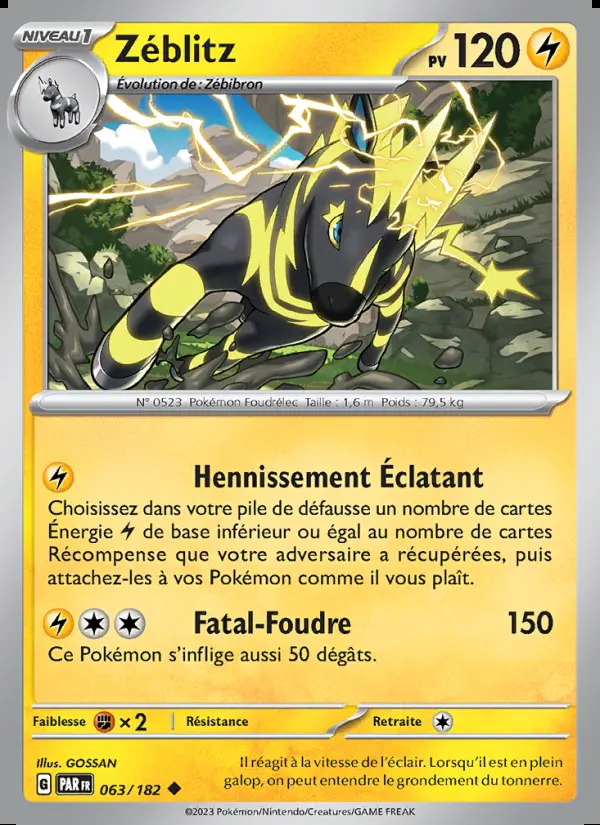 NIVEAU 1
Zéblitz
PV 120
Évolution de : Zébibron
N° 0523 Pokémon Foudrélec Taille : 1,6 m Poids : 79,5 kg
Hennissement Éclatant
Choisissez dans votre pile de défausse un nombre de cartes
Énergie de base inférieur ou égal au nombre de cartes
Récompense que votre adversaire a récupérées, puis
attachez-les à vos Pokémon comme il vous plaît.
Fatal-Foudre 150
Ce Pokémon s'inflige aussi 50 dégâts.
Faiblesse ×2 Résistance Retraite
Illus. GOSSAN
Il réagit à la vitesse de l'éclair. Lorsqu'il est en plein
galop, on peut entendre le grondement du tonnerre.
G PAR FR 063/182
©2023 Pokémon/Nintendo/Creatures/GAME FREAK